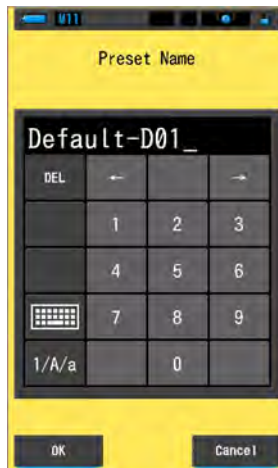 M11
Preset Name
Default-D01_
DEL ← →
1 2 3
4 5 6
7 8 9
1/A/a 0
OK Cancel